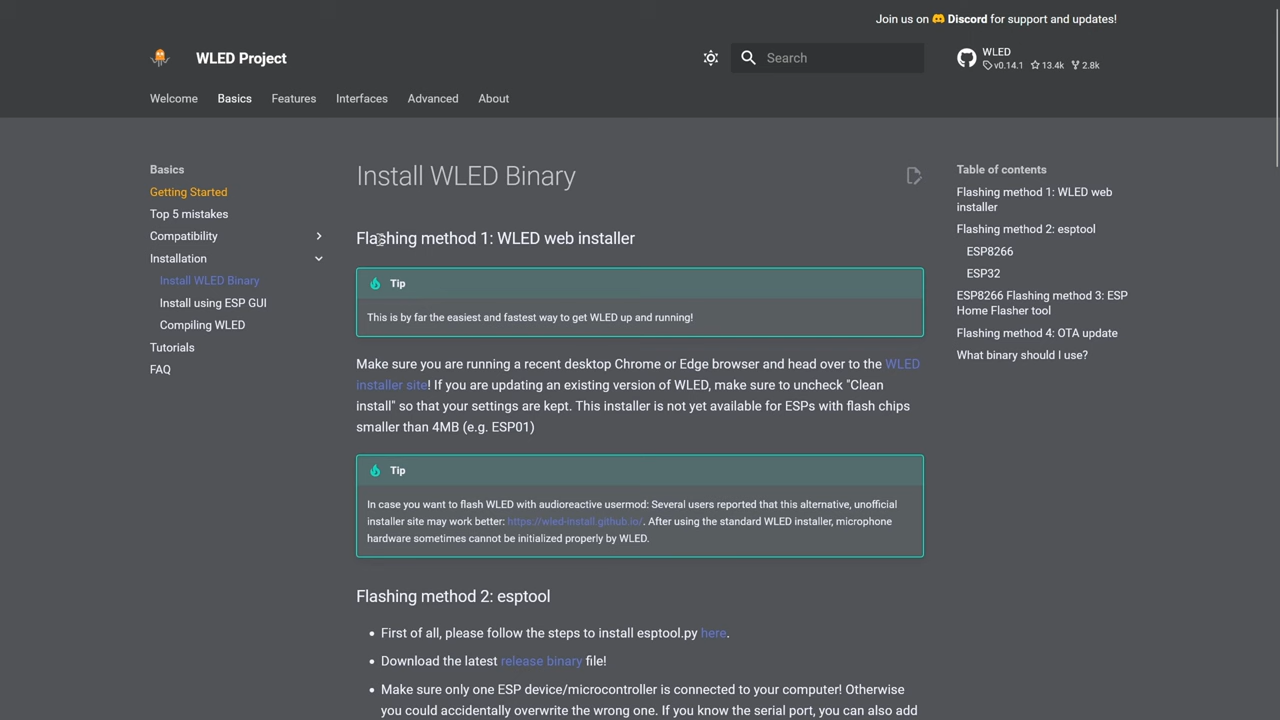 Join us on Discord for support and updates!
WLED Project
Search
WLED
v0.14.1 13.4k 2.8k
Welcome Basics Features Interfaces Advanced About
Basics
Getting Started
Top 5 mistakes
Compatibility
Installation
Install WLED Binary
Install using ESP GUI
Compiling WLED
Tutorials
FAQ
Install WLED Binary
Flashing method 1: WLED web installer
Tip
This is by far the easiest and fastest way to get WLED up and running!
Make sure you are running a recent desktop Chrome or Edge browser and head over to the WLED
installer site! If you are updating an existing version of WLED, make sure to uncheck "Clean
install" so that your settings are kept. This installer is not yet available for ESPs with flash chips
smaller than 4MB (e.g. ESP01)
Tip
In case you want to flash WLED with audioreactive usermod: Several users reported that this alternative, unofficial
installer site may work better: https://wled-install.github.io/. After using the standard WLED installer, microphone
hardware sometimes cannot be initialized properly by WLED.
Flashing method 2: esptool
First of all, please follow the steps to install esptool.py here.
Download the latest release binary file!
Make sure only one ESP device/microcontroller is connected to your computer! Otherwise
you could accidentally overwrite the wrong one. If you know the serial port, you can also add
Table of contents
Flashing method 1: WLED web
installer
Flashing method 2: esptool
ESP8266
ESP32
ESP8266 Flashing method 3: ESP
Home Flasher tool
Flashing method 4: OTA update
What binary should I use?